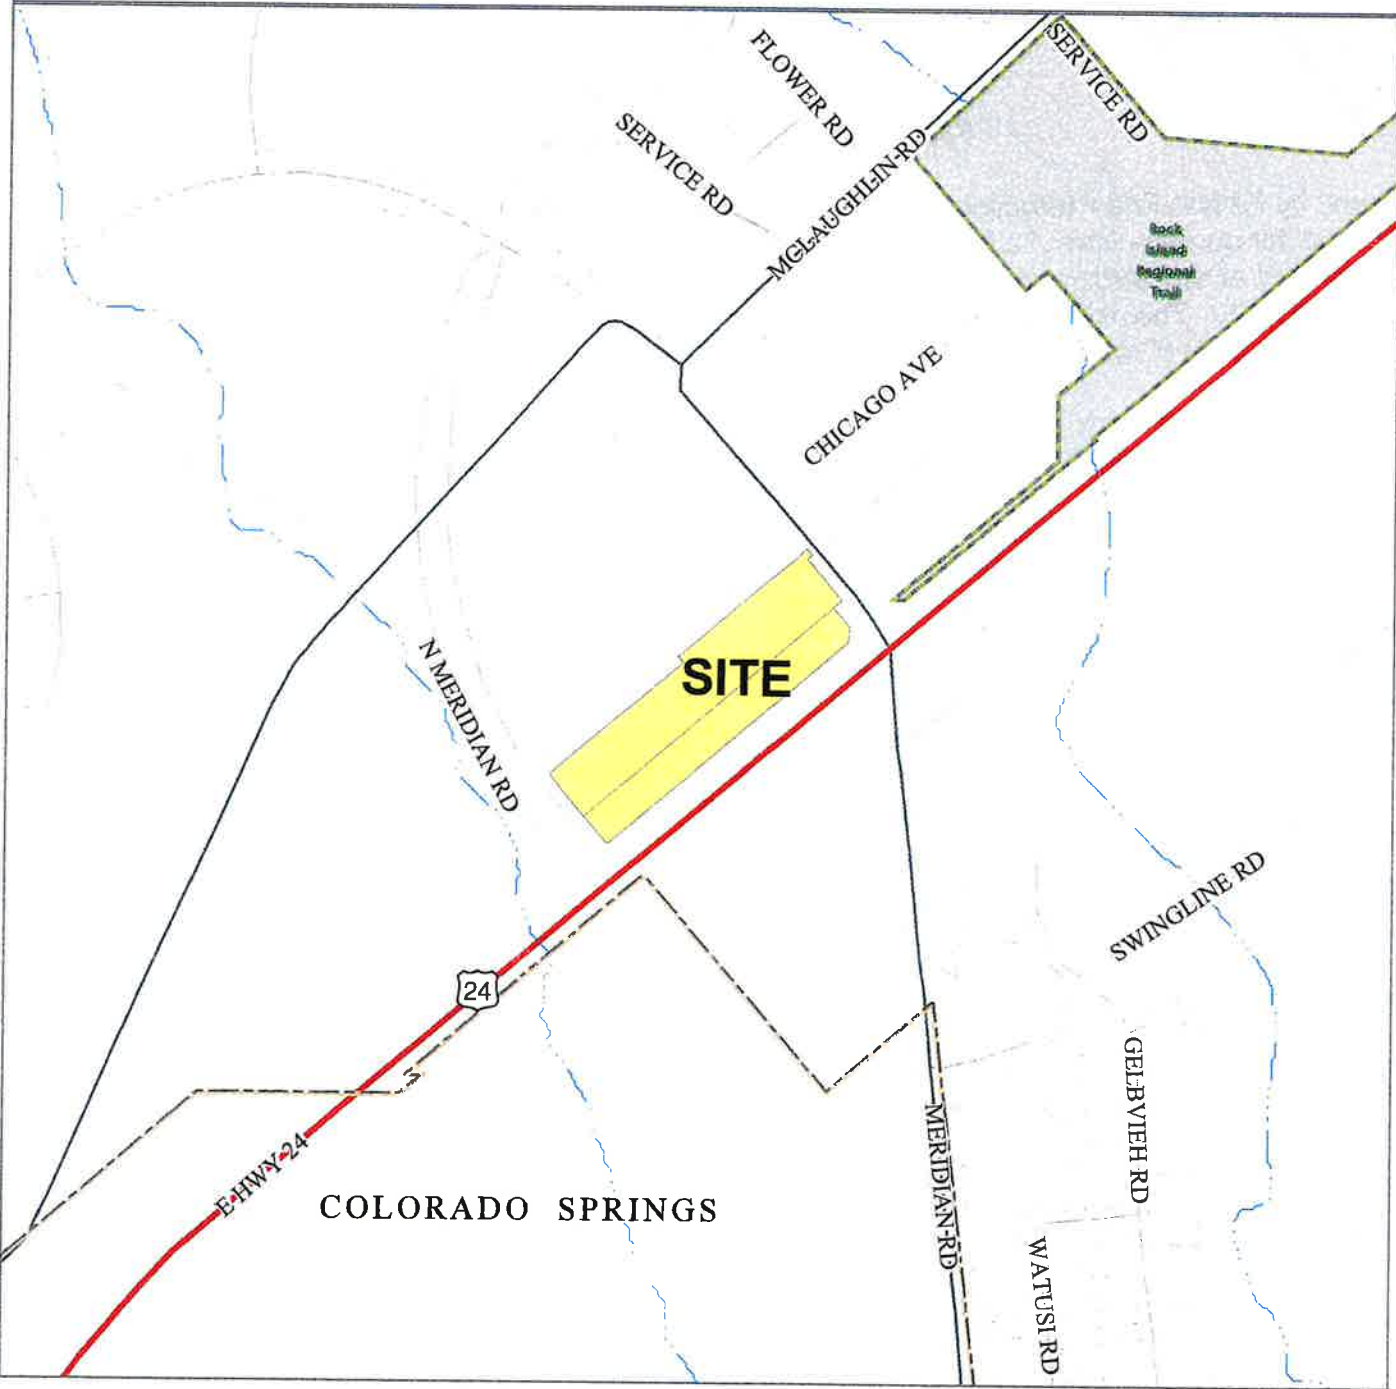 FLOWER RD
SERVICE RD
SERVICE RD
MCLAUGHLIN RD
Rock
Island
Regional
Trail
CHICAGO AVE
SITE
N MERIDIAN RD
SWINGLINE RD
24
GELBVIEH RD
E HWY 24
MERIDIAN RD
COLORADO SPRINGS
WATUSI RD